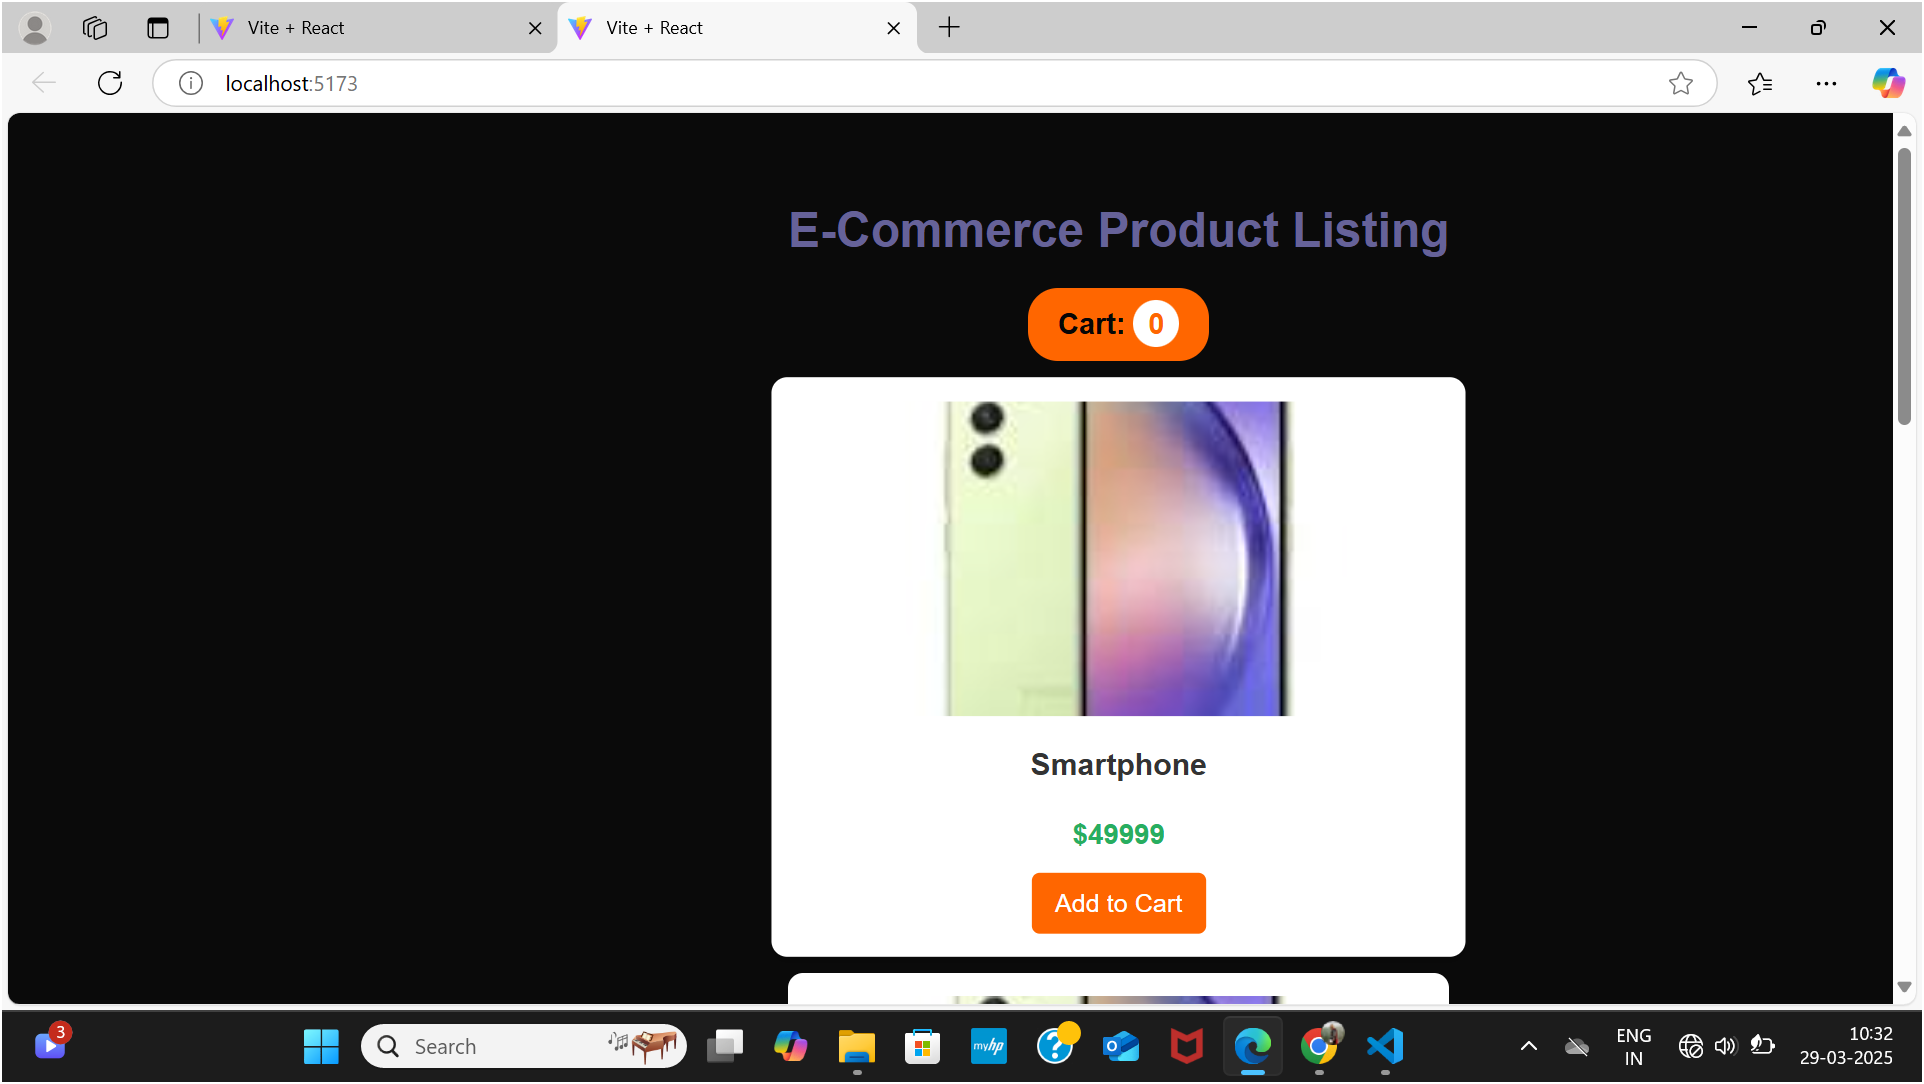 Vite + React
Vite + React
localhost:5173
E-Commerce Product Listing
Cart: 0
Smartphone
$49999
Add to Cart
3
Search
myhp
ENG
IN
10:32
29-03-2025